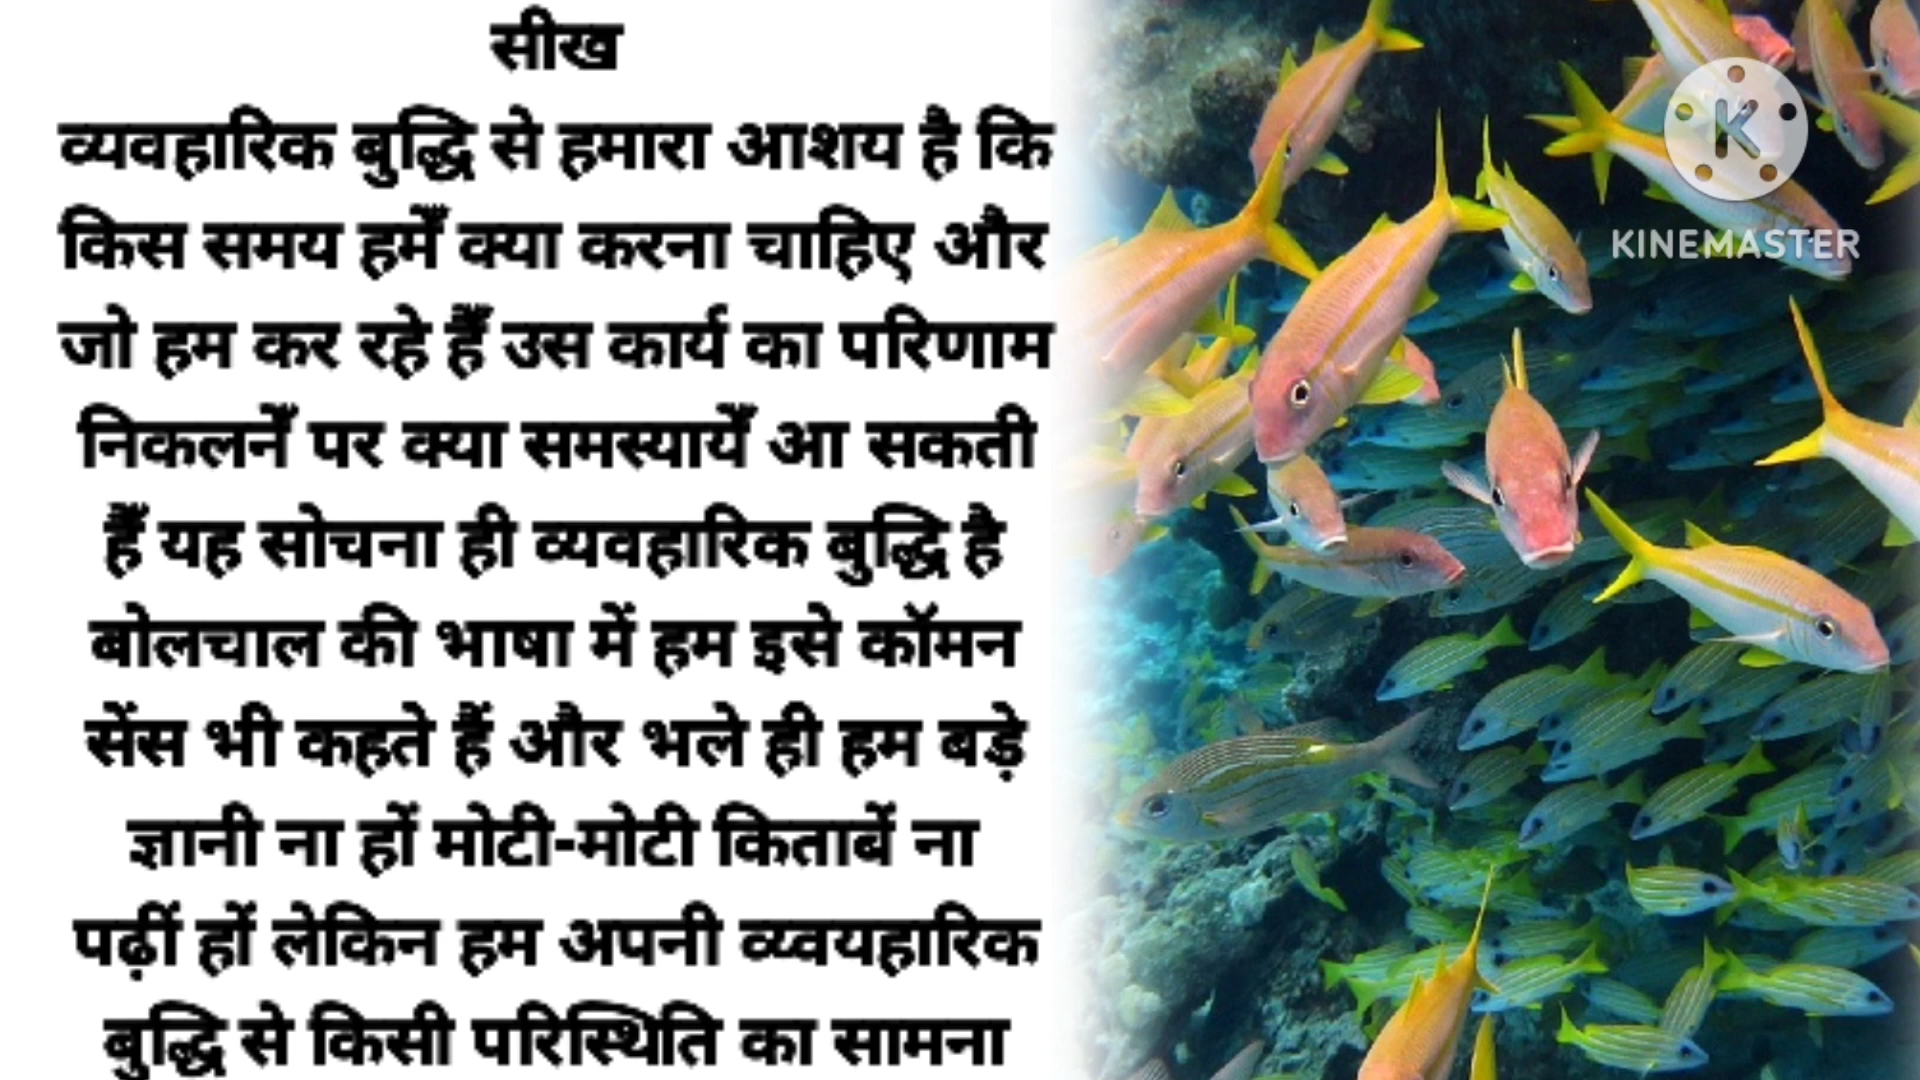 सीख
व्यवहारिक बुद्धि से हमारा आशय है कि
किस समय हमेँ क्या करना चाहिए और
जो हम कर रहे हैँ उस कार्य का परिणाम
निकलनेँ पर क्या समस्यायेँ आ सकती
हैँ यह सोचना ही व्यवहारिक बुद्धि है
बोलचाल की भाषा में हम इसे कॉमन
सेंस भी कहते हैं और भले ही हम बड़े
ज्ञानी ना हों मोटी-मोटी किताबें ना
पढ़ीं हों लेकिन हम अपनी व्य्वयहारिक
बुद्धि से किसी परिस्थिति का सामना
K
KINEMASTER